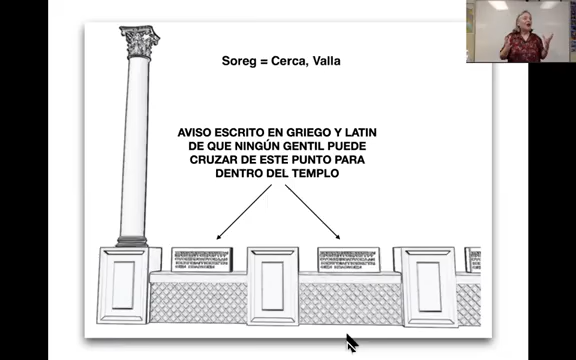 Soreg = Cerca, Valla
AVISO ESCRITO EN GRIEGO Y LATIN
DE QUE NINGÚN GENTIL PUEDE
CRUZAR DE ESTE PUNTO PARA
DENTRO DEL TEMPLO